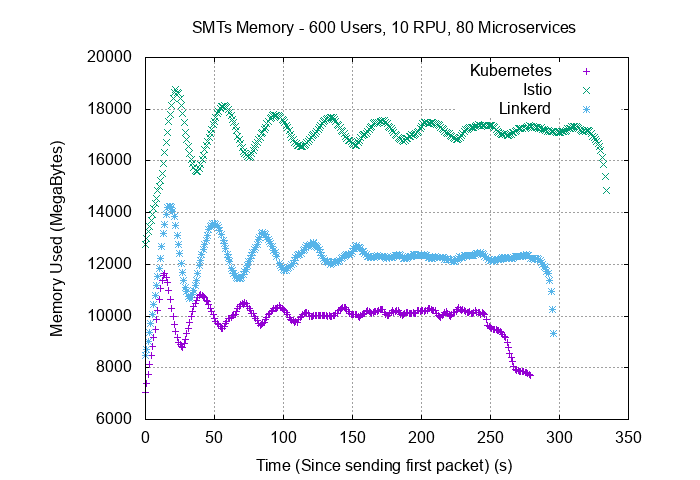 SMTs Memory - 600 Users, 10 RPU, 80 Microservices
20000
18000
16000
14000
12000
10000
8000
6000
Memory Used (MegaBytes)
Kubernetes
Istio
Linkerd
0 50 100 150 200 250 300 350
Time (Since sending first packet) (s)